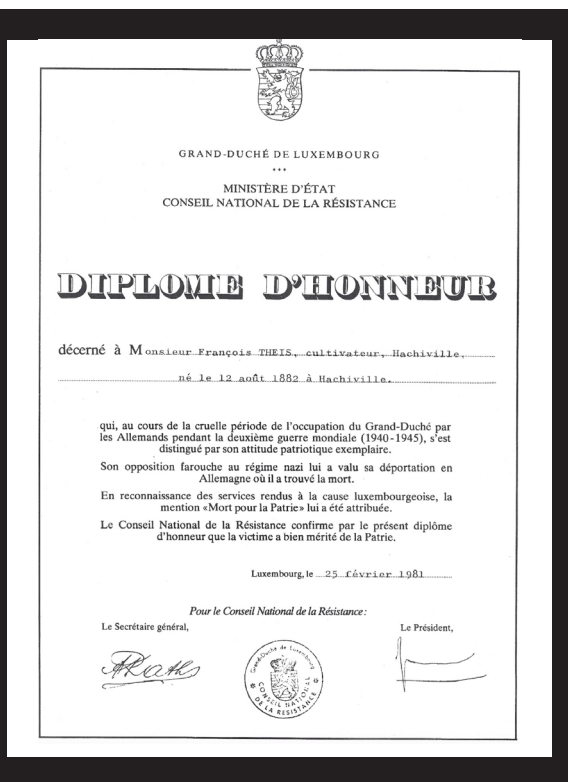 GRAND-DUCHÉ DE LUXEMBOURG
•••
MINISTÈRE D'ÉTAT
CONSEIL NATIONAL DE LA RÉSISTANCE
DIPLOME D'HONNEUR
décerné à Monsieur François THEIS, cultivateur, Hachiville,
né le 12 août 1882 à Hachiville.
qui, au cours de la cruelle période de l'occupation du Grand-Duché par
les Allemands pendant la deuxième guerre mondiale (1940-1945), s'est
distingué par son attitude patriotique exemplaire.
Son opposition farouche au régime nazi lui a valu sa déportation en
Allemagne où il a trouvé la mort.
En reconnaissance des services rendus à la cause luxembourgeoise, la
mention «Mort pour la Patrie» lui a été attribuée.
Le Conseil National de la Résistance confirme par le présent diplôme
d'honneur que la victime a bien mérité de la Patrie.
Luxembourg, le 25 février 1981
Pour le Conseil National de la Résistance:
Le Secrétaire général,
Le Président,
Grand-Duché de Luxembourg
CONSEIL NATIONAL
DE LA RESISTANCE